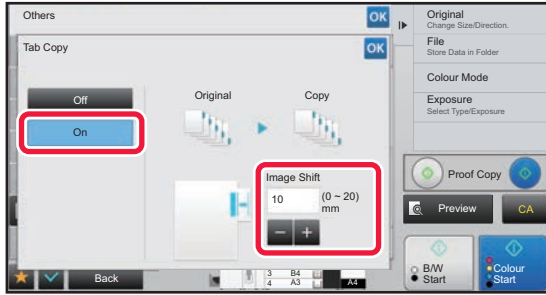 Others
OK
Tab Copy
OK
Off
On
Original
Copy
Image Shift
10
(0 ~ 20)
mm
Back
3 B4
4 A3
A4
Original
Change Size/Direction.
File
Store Data in Folder
Colour Mode
Exposure
Select Type/Exposure
Proof Copy
Preview
CA
B/W
Start
Colour
Start